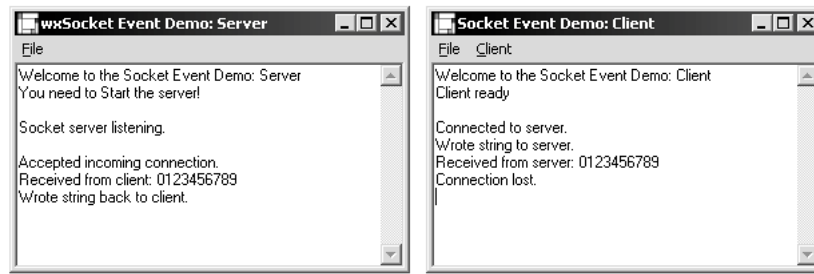 wxSocket Event Demo: Server
File
Welcome to the Socket Event Demo: Server
You need to Start the server!
Socket server listening.
Accepted incoming connection.
Received from client: 0123456789
Wrote string back to client.
Socket Event Demo: Client
File Client
Welcome to the Socket Event Demo: Client
Client ready
Connected to server.
Wrote string to server.
Received from server: 0123456789
Connection lost.